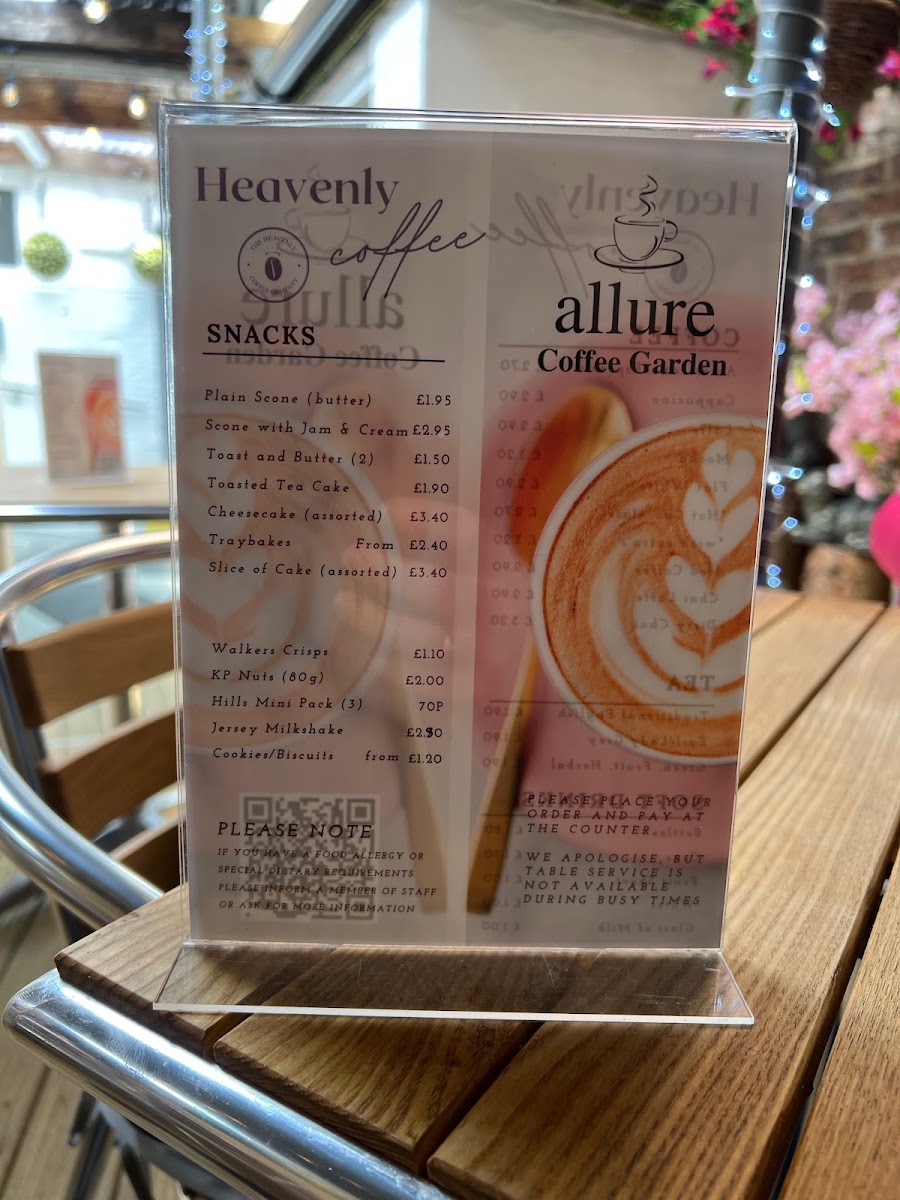 Heavenly
coffee
THE HEAVENLY
COFFEE COMPANY
SNACKS
Plain Scone (butter) £1.95
Scone with Jam & Cream £2.95
Toast and Butter (2) £1.50
Toasted Tea Cake £1.90
Cheesecake (assorted) £3.40
Traybakes From £2.40
Slice of Cake (assorted) £3.40
Walkers Crisps £1.10
KP Nuts (80g) £2.00
Hills Mini Pack (3) 70P
Jersey Milkshake
Cookies/Biscuits from £1.20
PLEASE NOTE
IF YOU HAVE A FOOD ALLERGY OR
SPECIAL DIETARY REQUIREMENTS
PLEASE INFORM A MEMBER OF STAFF
OR ASK FOR MORE INFORMATION
allure
Coffee Garden
PLEASE PLACE YOUR
ORDER AND PAY AT
THE COUNTER
WE APOLOGISE, BUT
TABLE SERVICE IS
NOT AVAILABLE
DURING BUSY TIMES